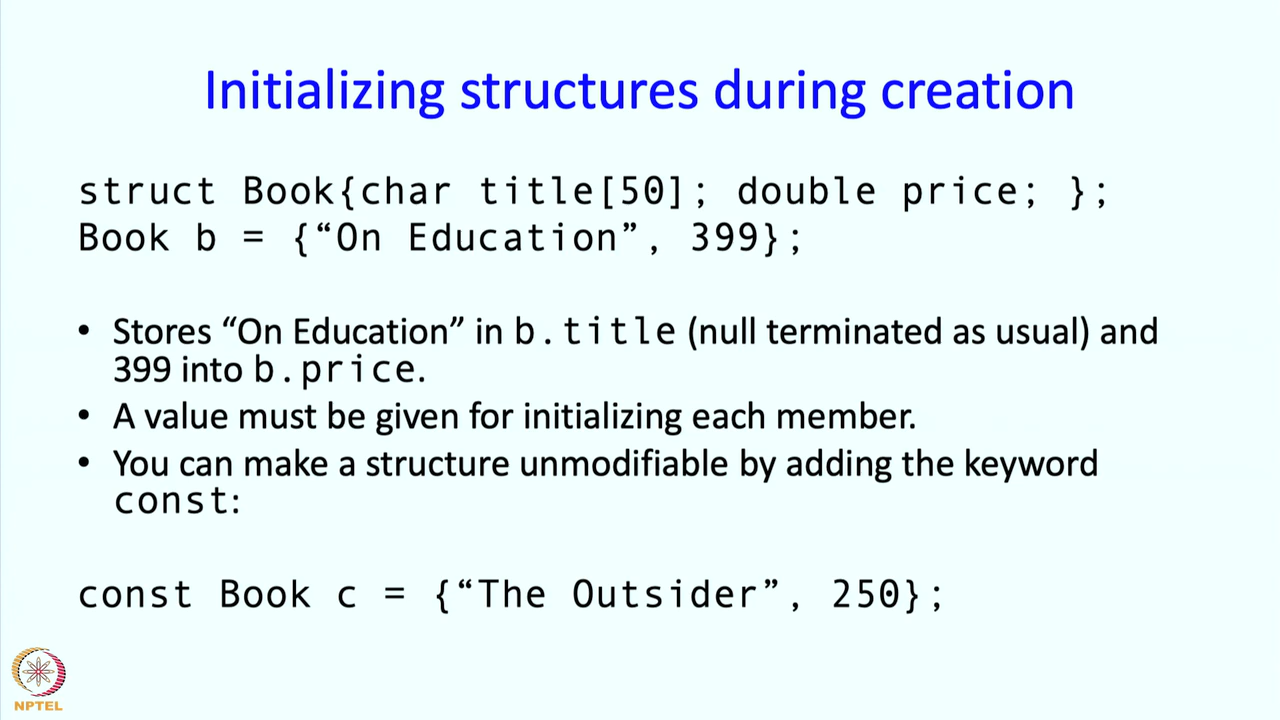 Initializing structures during creation
struct Book{char title[50]; double price; };
Book b = {“On Education”, 399};
• Stores “On Education” in b.title (null terminated as usual) and
399 into b.price.
• A value must be given for initializing each member.
• You can make a structure unmodifiable by adding the keyword
const:
const Book c = {“The Outsider”, 250};
NPTEL